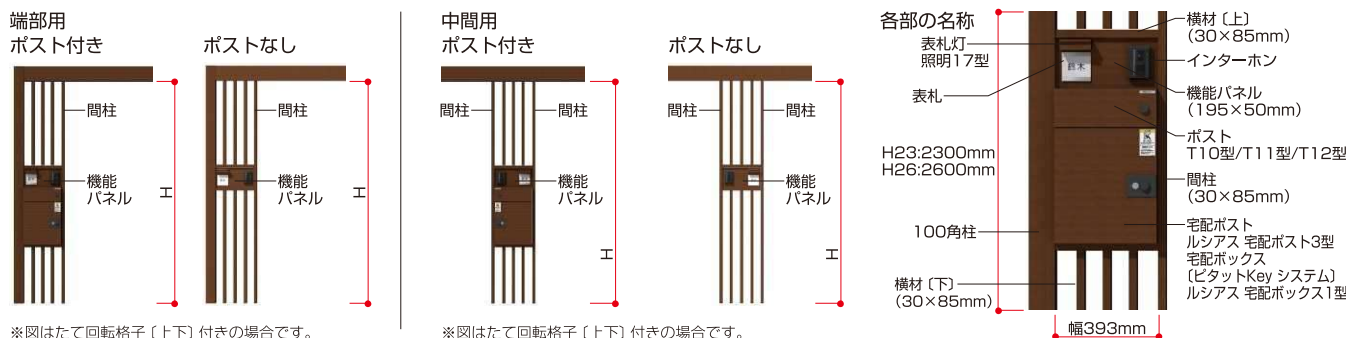 端部用
ポスト付き
ポストなし
間柱
間柱
機能
パネル
機能
パネル
H
H
※図はたて回転格子〔上下〕付きの場合です。
中間用
ポスト付き
ポストなし
間柱
間柱
間柱
間柱
機能
パネル
機能
パネル
H
H
※図はたて回転格子〔上下〕付きの場合です。
各部の名称
表札灯
照明17型
表札
鈴木
H23:2300mm
H26:2600mm
100角柱
横材〔下〕
(30×85mm)
横材〔上〕
(30×85mm)
インターホン
機能パネル
(195×50mm)
ポスト
T10型/T11型/T12型
間柱
(30×85mm)
宅配ポスト
ルシアス 宅配ポスト3型
宅配ボックス
〔ピタットKey システム〕
ルシアス 宅配ボックス1型
幅393mm